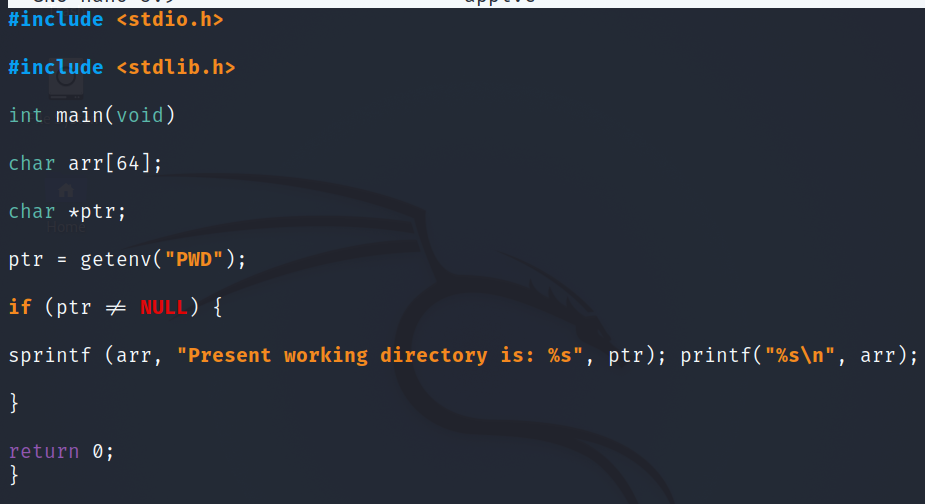 #include <stdio.h>
#include <stdlib.h>
int main(void)
char arr[64];
char *ptr;
ptr = getenv("PWD");
if (ptr ≠ NULL) {
sprintf (arr, "Present working directory is: %s", ptr); printf("%s\n", arr);
}
return 0;
}